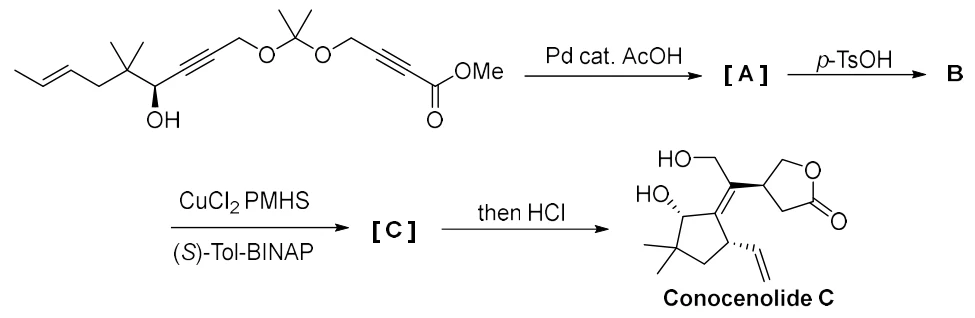 O O OMe
O
OH
Pd cat. AcOH
[ A ]
p-TsOH
B
CuCl₂ PMHS
(S)-Tol-BINAP
[ C ]
then HCl
HO
HO
O
O
Conocenolide C